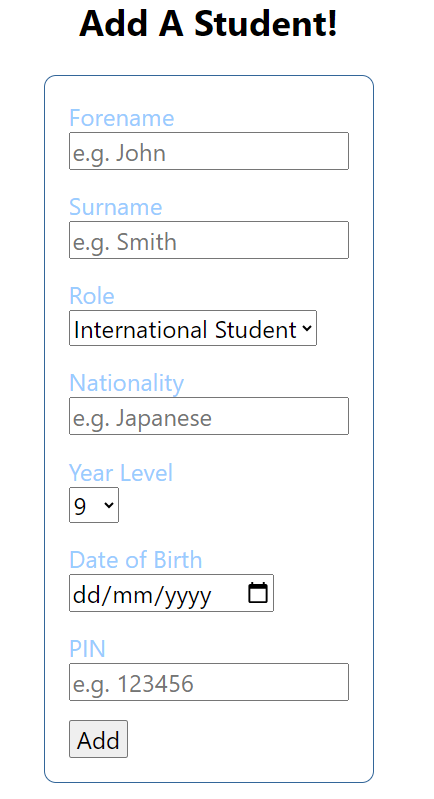 Add A Student!
Forename
e.g. John
Surname
e.g. Smith
Role
International Student
Nationality
e.g. Japanese
Year Level
9
Date of Birth
dd/mm/yyyy
PIN
e.g. 123456
Add